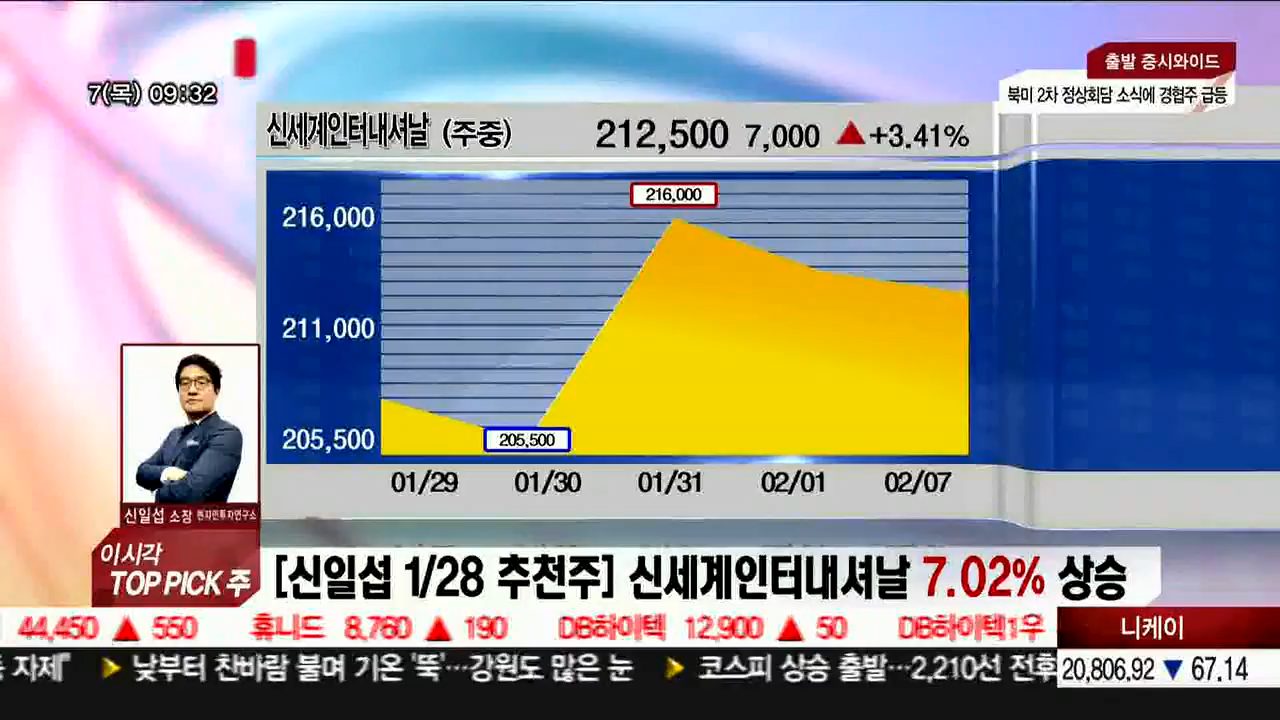 출발 증시와이드
북미 2차 정상회담 소식에 경협주 급등
7(목) 09:32
신세계인터내셔날 (주중) 212,500 7,000 ▲+3.41%
216,000
216,000
211,000
205,500
205,500
01/29 01/30 01/31 02/01 02/07
신일섭 소장
이시각
TOP PICK 주
[신일섭 1/28 추천주] 신세계인터내셔날 7.02% 상승
44,450 ▲ 550 휴니드 8,760 ▲ 190 DB하이텍 12,900 ▲ 50 DB하이텍1우
니케이
자제" ▶ 낮부터 찬바람 불며 기온 '뚝'…강원도 많은 눈 ▶ 코스피 상승 출발…2,210선 전후
20,806.92 ▼ 67.14